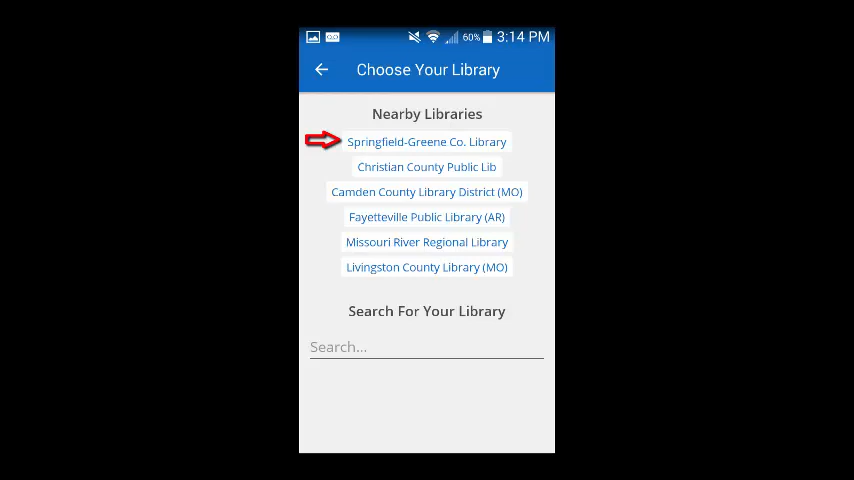 60% 3:14 PM
Choose Your Library
Nearby Libraries
Springfield-Greene Co. Library
Christian County Public Lib
Camden County Library District (MO)
Fayetteville Public Library (AR)
Missouri River Regional Library
Livingston County Library (MO)
Search For Your Library
Search...